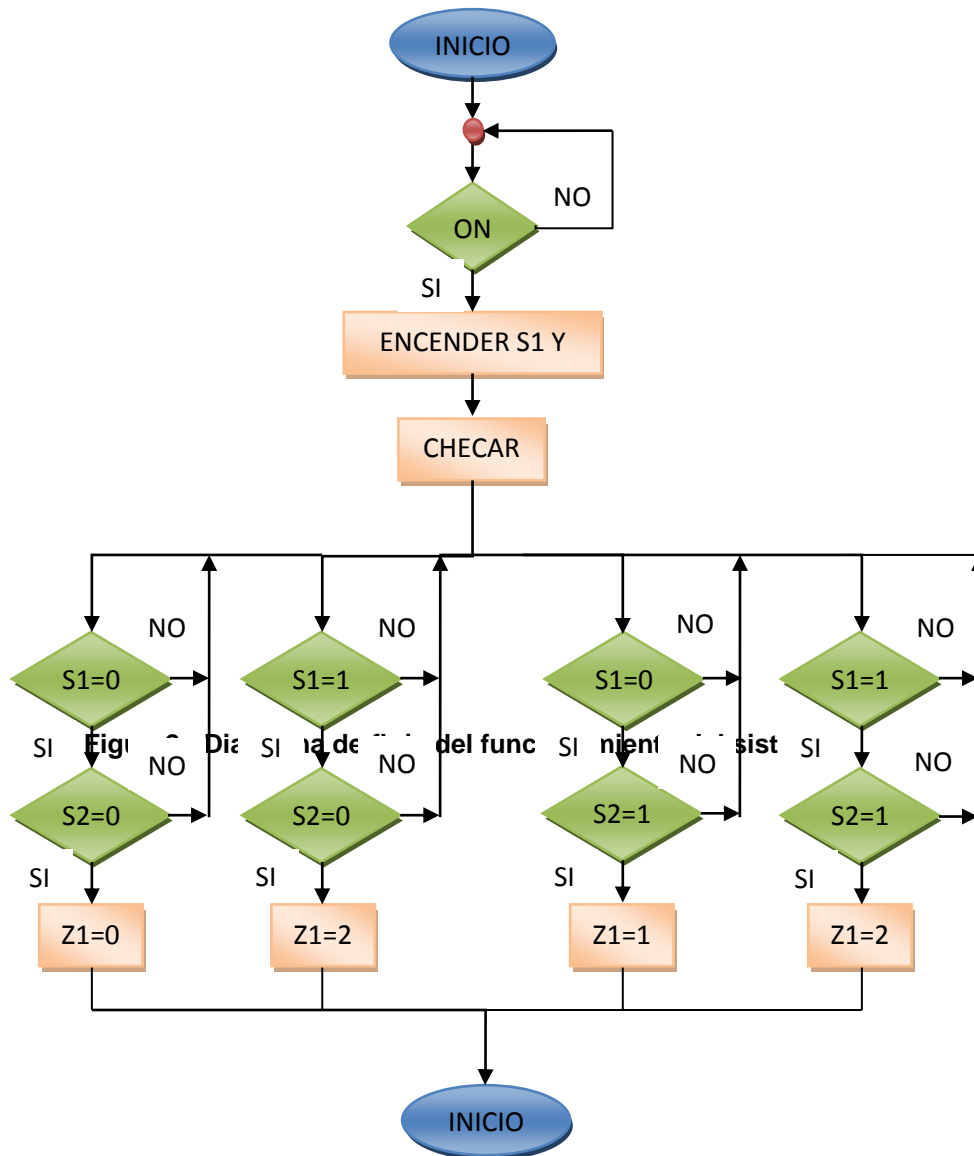 INICIO
NO
ON
SI
ENCENDER S1 Y
CHECAR
NO NO NO NO
S1=0 S1=1 S1=0 S1=1
SI SI SI SI
del
NO NO NO NO
S2=0 S2=0 S2=1 S2=1
SI SI SI SI
Z1=0 Z1=2 Z1=1 Z1=2
INICIO